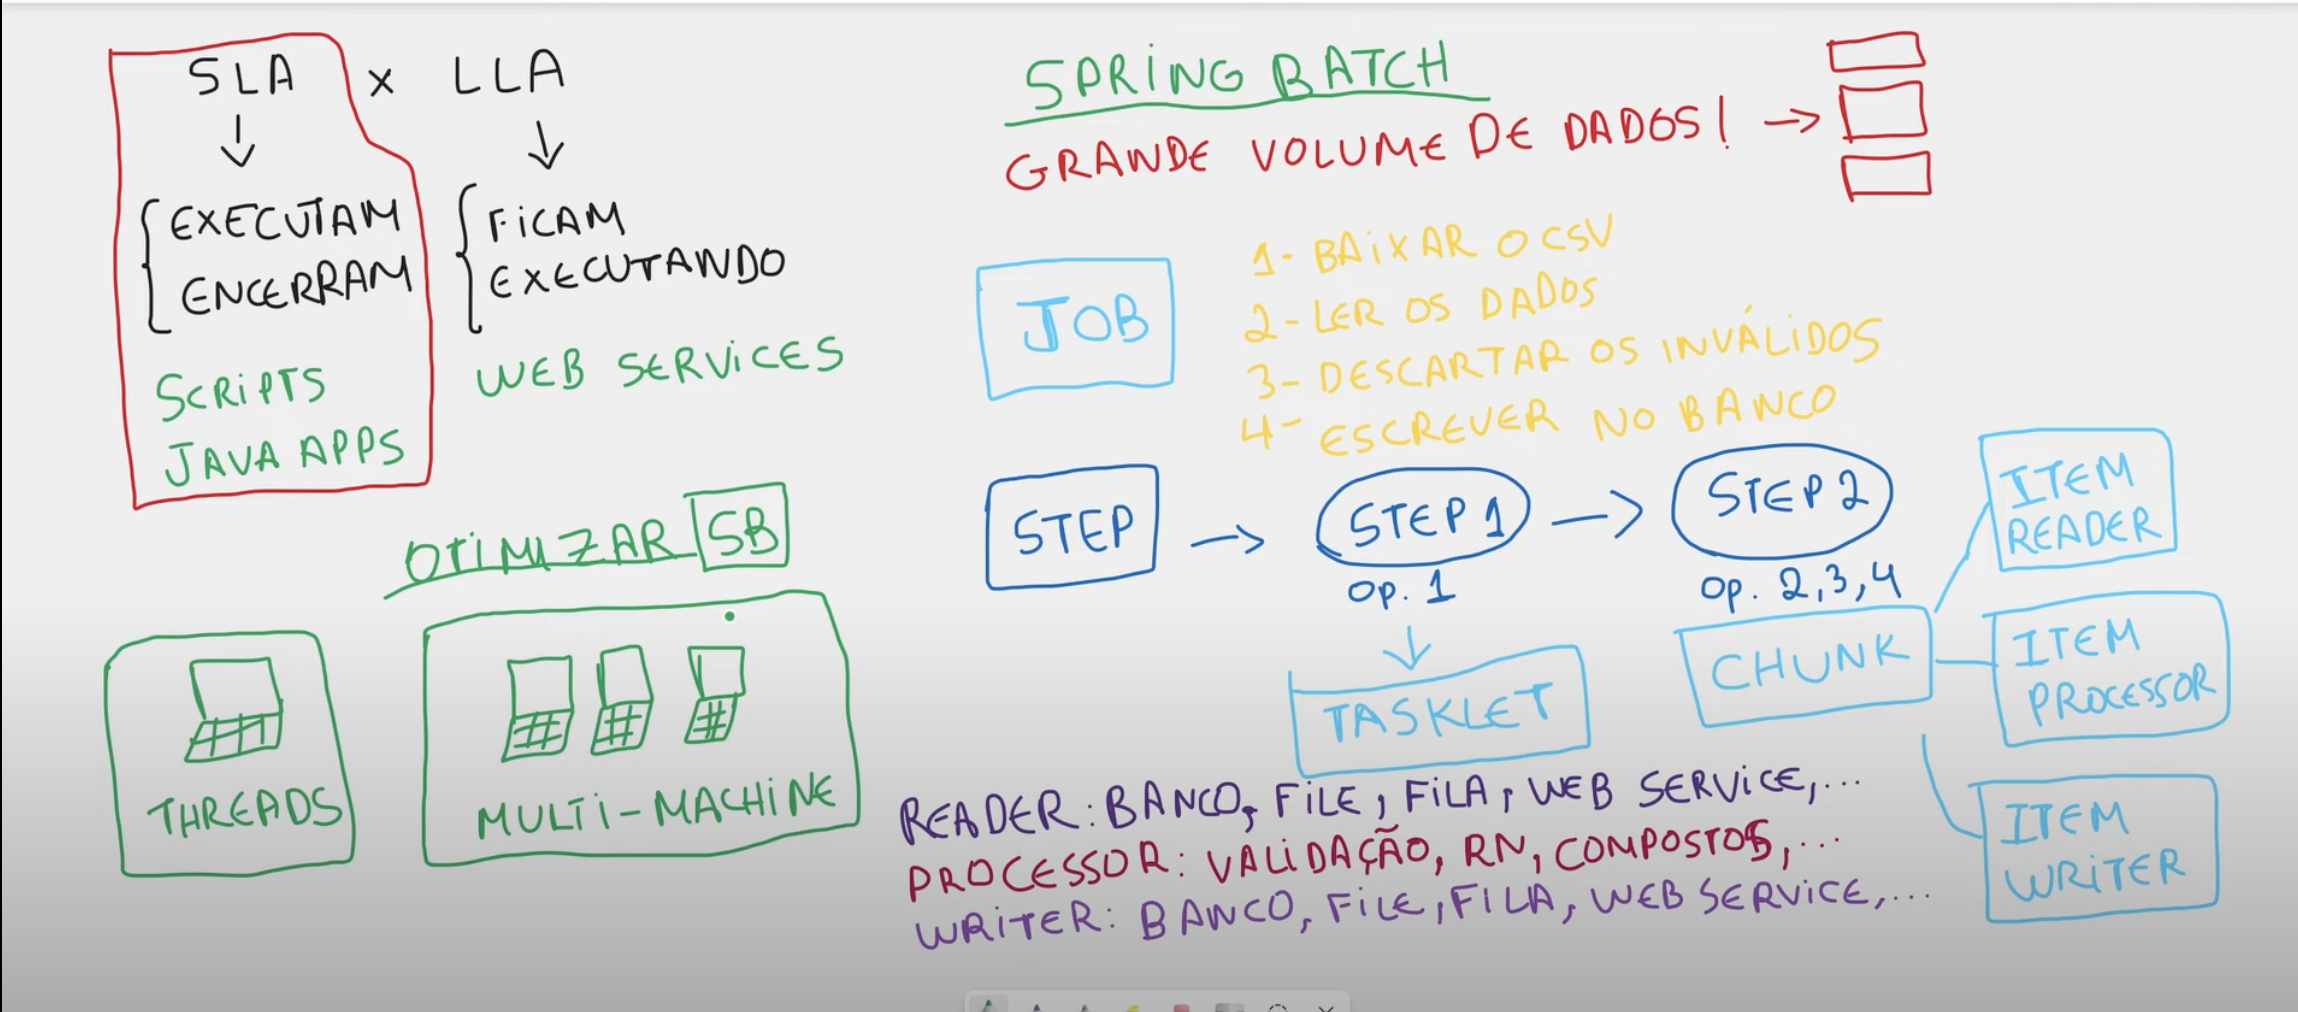 SLA x LLA
EXECUTAM
ENCERRAM
FiCAM
EXECUTANDO
SCRiPTS
JAVA APPS
WEB SERViCES
OTiMiZAR SB
THREADS
MULTi-MACHiNE
SPRiNG BATCH
GRANDE VOLUME DE DADOS!
JOB
1- BAiXAR O CSV
2- LER OS DADOS
3- DESCARTAR OS INVÁLiDOS
4- ESCREVER NO BANCO
STEP
STEP 1
STEP 2
OP. 1
OP. 2,3,4
TASKLET
CHUNK
ITEM
READER
ITEM
PROCESSOR
ITEM
WRiTER
READER: BANCO, FiLE, FiLA, WEB SERViCE,...
PROCESSOR: VALiDAÇÃO, RN, COMPOSTOS,...
WRiTER: BANCO, FiLE, FiLA, WEB SERViCE,...